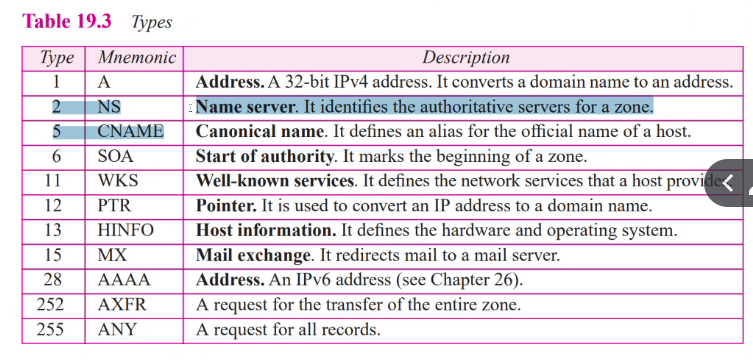 Table 19.3 Types
Type Mnemonic Description
1 A Address. A 32-bit IPv4 address. It converts a domain name to an address.
2 NS Name server. It identifies the authoritative servers for a zone.
5 CNAME Canonical name. It defines an alias for the official name of a host.
6 SOA Start of authority. It marks the beginning of a zone.
11 WKS Well-known services. It defines the network services that a host provide
12 PTR Pointer. It is used to convert an IP address to a domain name.
13 HINFO Host information. It defines the hardware and operating system.
15 MX Mail exchange. It redirects mail to a mail server.
28 AAAA Address. An IPv6 address (see Chapter 26).
252 AXFR A request for the transfer of the entire zone.
255 ANY A request for all records.